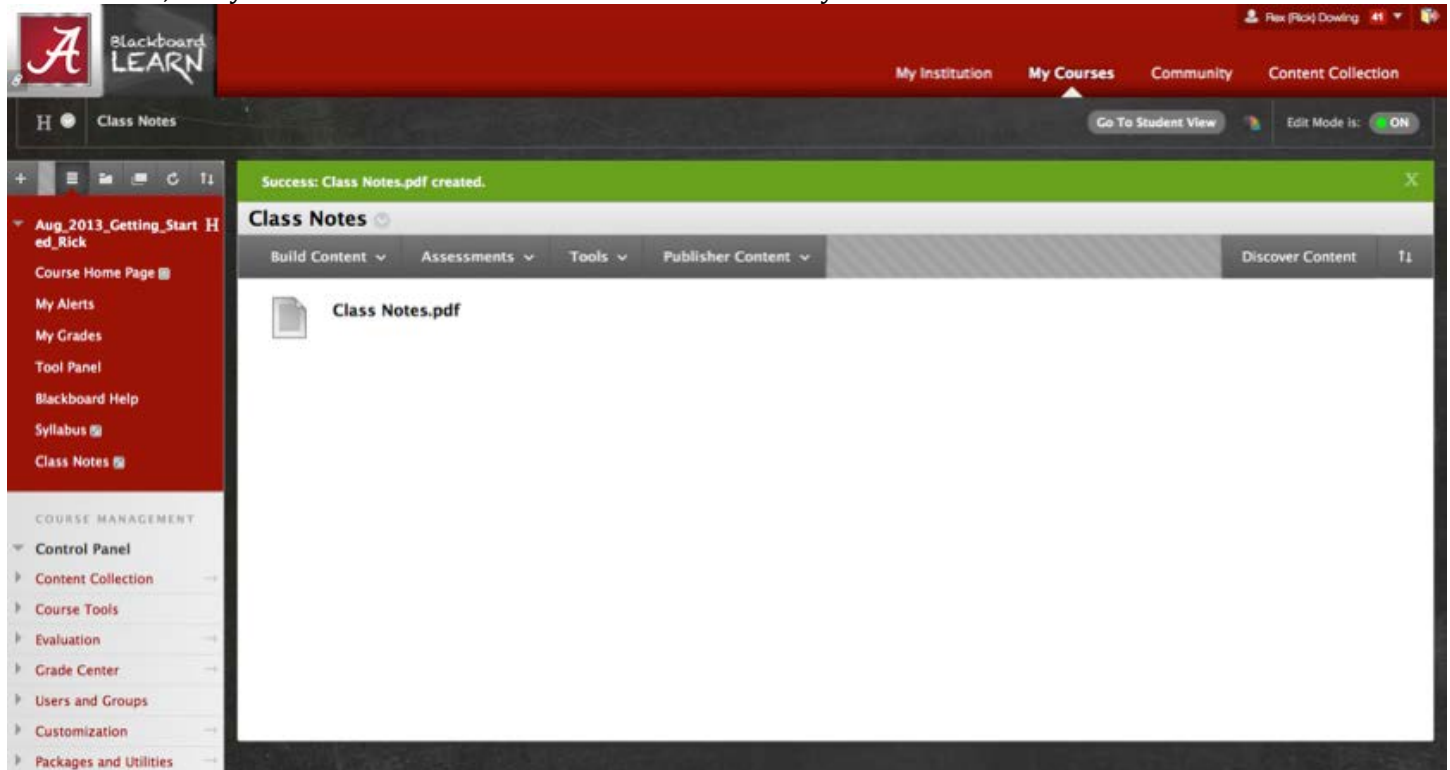 A
Blackboard
LEARN
8
Rex (Rick) Dowling 41
My Institution My Courses Community Content Collection
H Class Notes
Go To Student View Edit Mode is: ON
+
Success: Class Notes.pdf created. X
Aug_2013_Getting_Start H
ed_Rick
Course Home Page
My Alerts
My Grades
Tool Panel
Blackboard Help
Syllabus
Class Notes
Class Notes
Build Content Assessments Tools Publisher Content Discover Content
Class Notes.pdf
COURSE MANAGEMENT
Control Panel
Content Collection
Course Tools
Evaluation
Grade Center
Users and Groups
Customization
Packages and Utilities